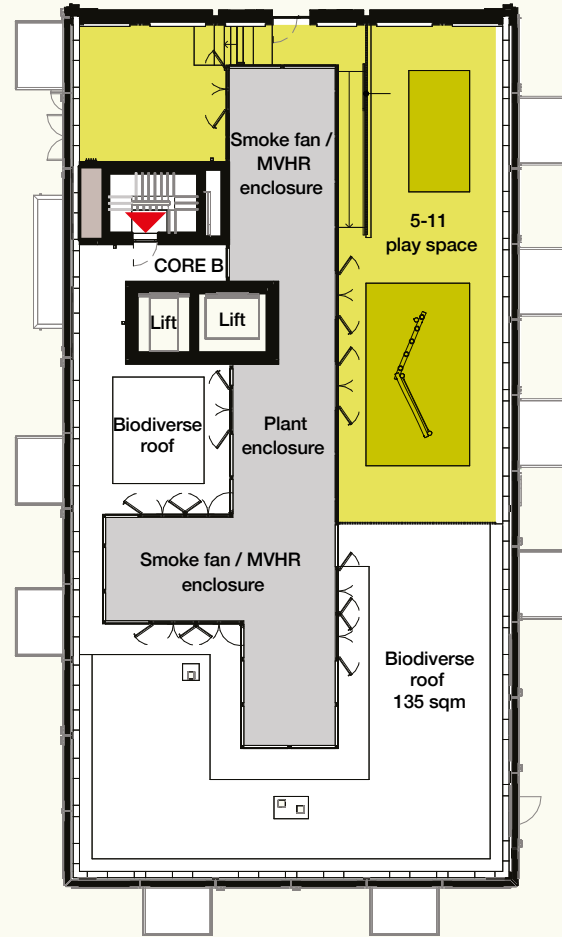 Smoke fan /
MVHR
enclosure
5-11
play space
CORE B
Lift
Lift
Biodiverse
roof
Plant
enclosure
Smoke fan / MVHR
enclosure
Biodiverse
roof
135 sqm